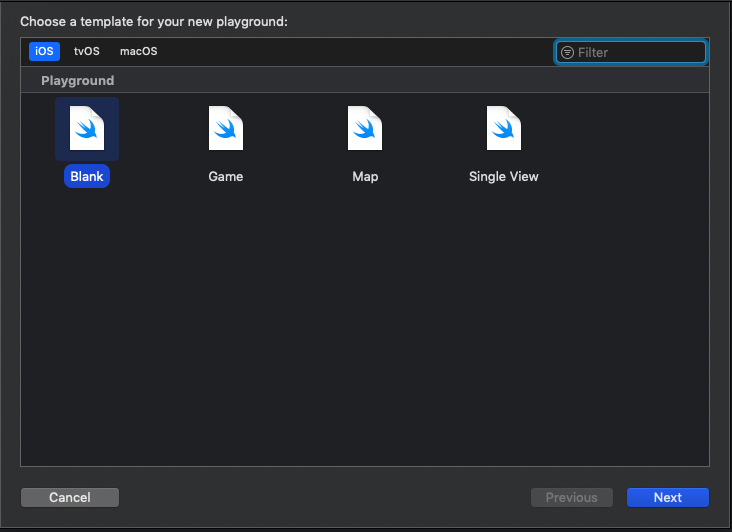 Choose a template for your new playground:
iOS tvOS macOS Filter
Playground
Blank Game Map Single View
Cancel Previous Next